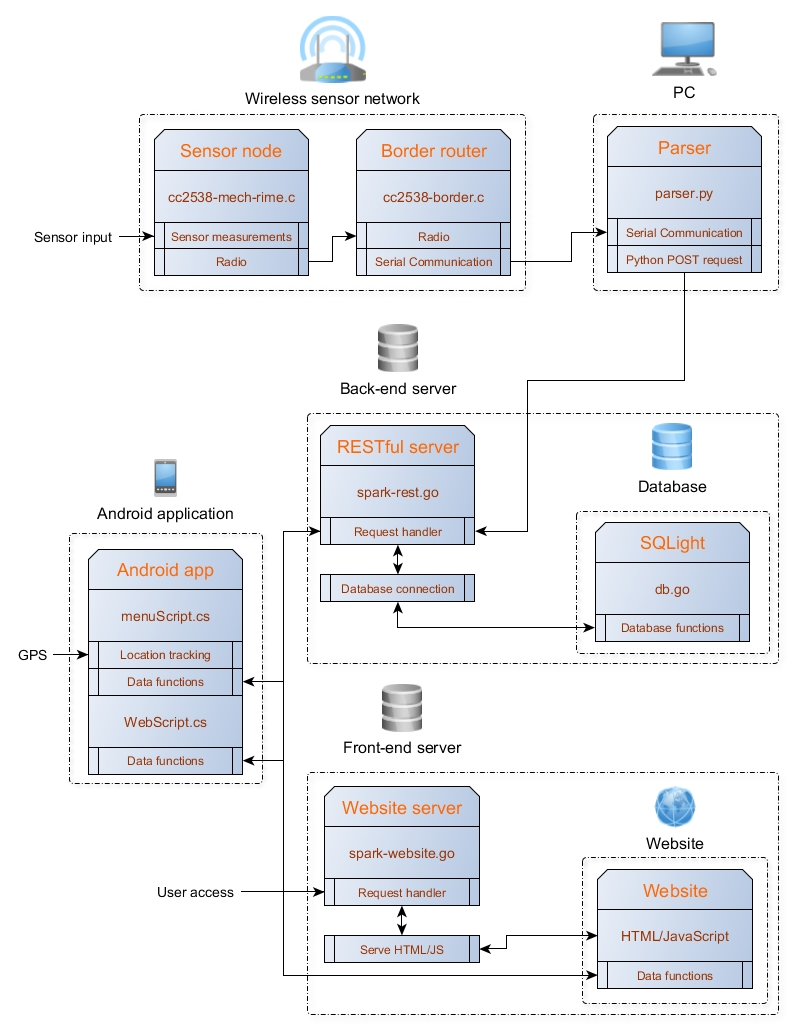 Wireless sensor network
PC
Sensor node
cc2538-mech-rime.c
Sensor input
Sensor measurements
Radio
Border router
cc2538-border.c
Radio
Serial Communication
Parser
parser.py
Serial Communication
Python POST request
Back-end server
RESTful server
spark-rest.go
Request handler
Database connection
Database
SQLight
db.go
Database functions
Android application
Android app
menuScript.cs
GPS
Location tracking
Data functions
WebScript.cs
Data functions
Front-end server
Website server
spark-website.go
User access
Request handler
Serve HTML/JS
Website
Website
HTML/JavaScript
Data functions